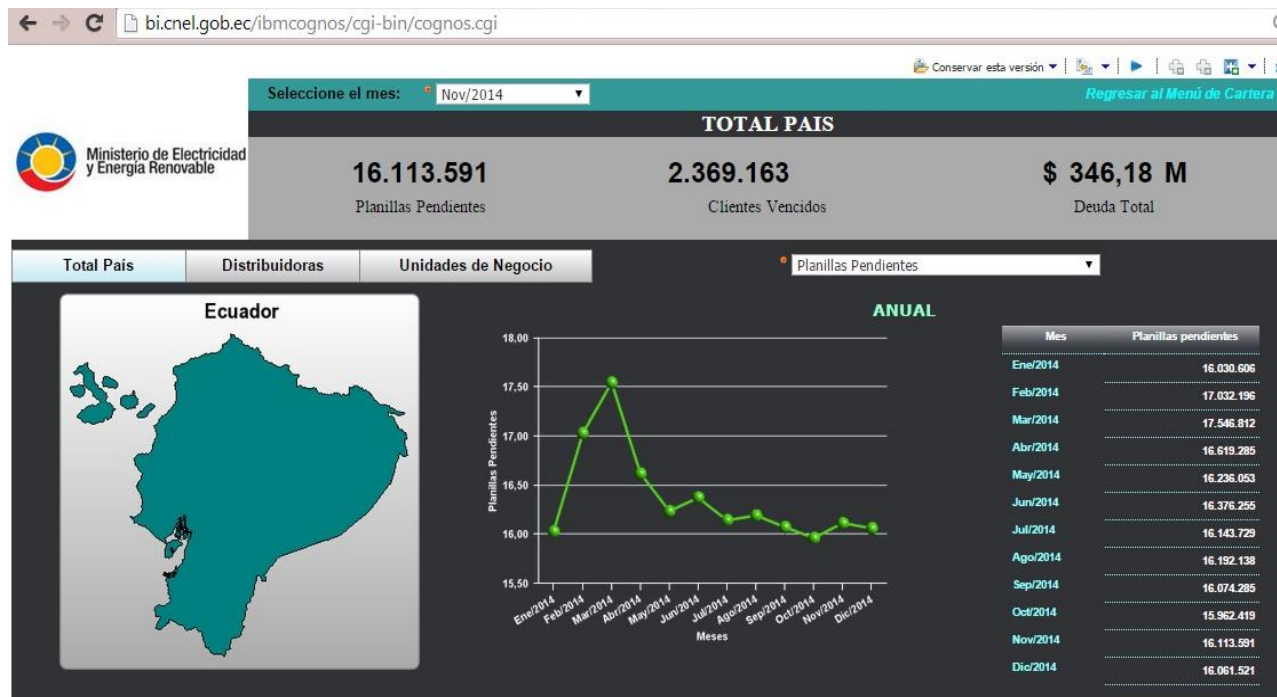 bi.cnel.gob.ec/ibmcognos/cgi-bin/cognos.cgi
Conservar esta versión
Seleccione el mes: Nov/2014
Regresar al Menú de Cartera
TOTAL PAIS
Ministerio de Electricidad
y Energía Renovable
16.113.591 2.369.163 $ 346,18 M
Planillas Pendientes Clientes Vencidos Deuda Total
Total País Distribuidoras Unidades de Negocio Planillas Pendientes
Ecuador
ANUAL
18,00
17,50
17,00
16,50
16,00
15,50
Planillas Pendientes
Ene/2014 Feb/2014 Mar/2014 Abr/2014 May/2014 Jun/2014 Jul/2014 Ago/2014 Sep/2014 Oct/2014 Nov/2014 Dic/2014
Meses
Mes Planillas pendientes
Ene/2014 16.030.606
Feb/2014 17.032.196
Mar/2014 17.546.812
Abr/2014 16.619.285
May/2014 16.236.053
Jun/2014 16.376.255
Jul/2014 16.143.729
Ago/2014 16.192.138
Sep/2014 16.074.285
Oct/2014 15.962.419
Nov/2014 16.113.591
Dic/2014 16.061.521